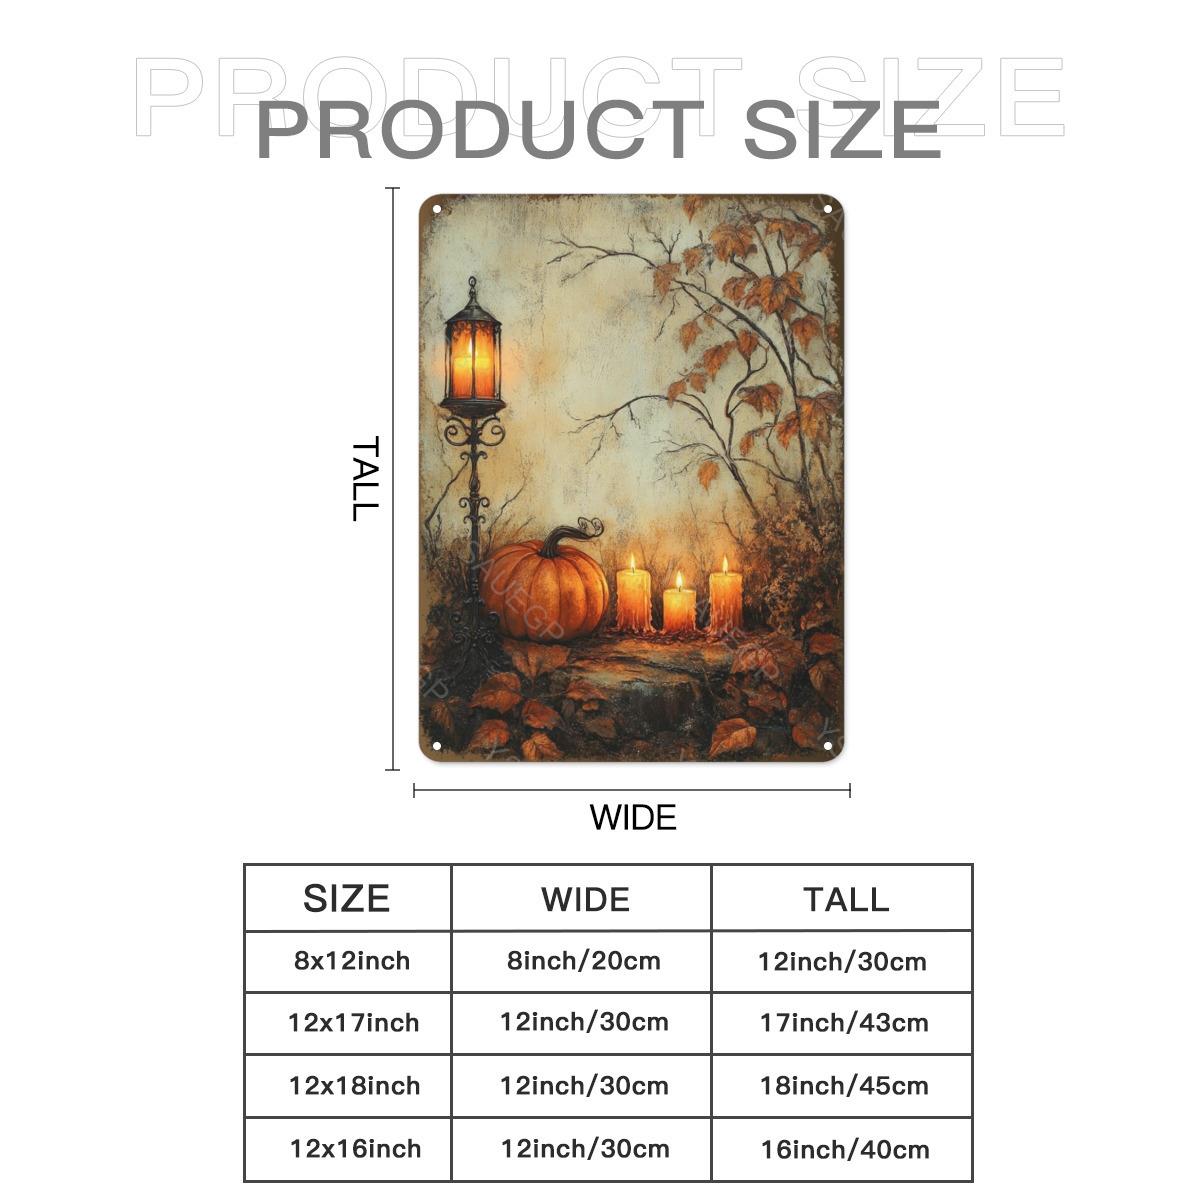 PRODUCT SIZE
PRODUCT SIZE
TALL
SAUEGP
WIDE
SIZE WIDE TALL
8x12inch 8inch/20cm 12inch/30cm
12x17inch 12inch/30cm 17inch/43cm
12x18inch 12inch/30cm 18inch/45cm
12x16inch 12inch/30cm 16inch/40cm